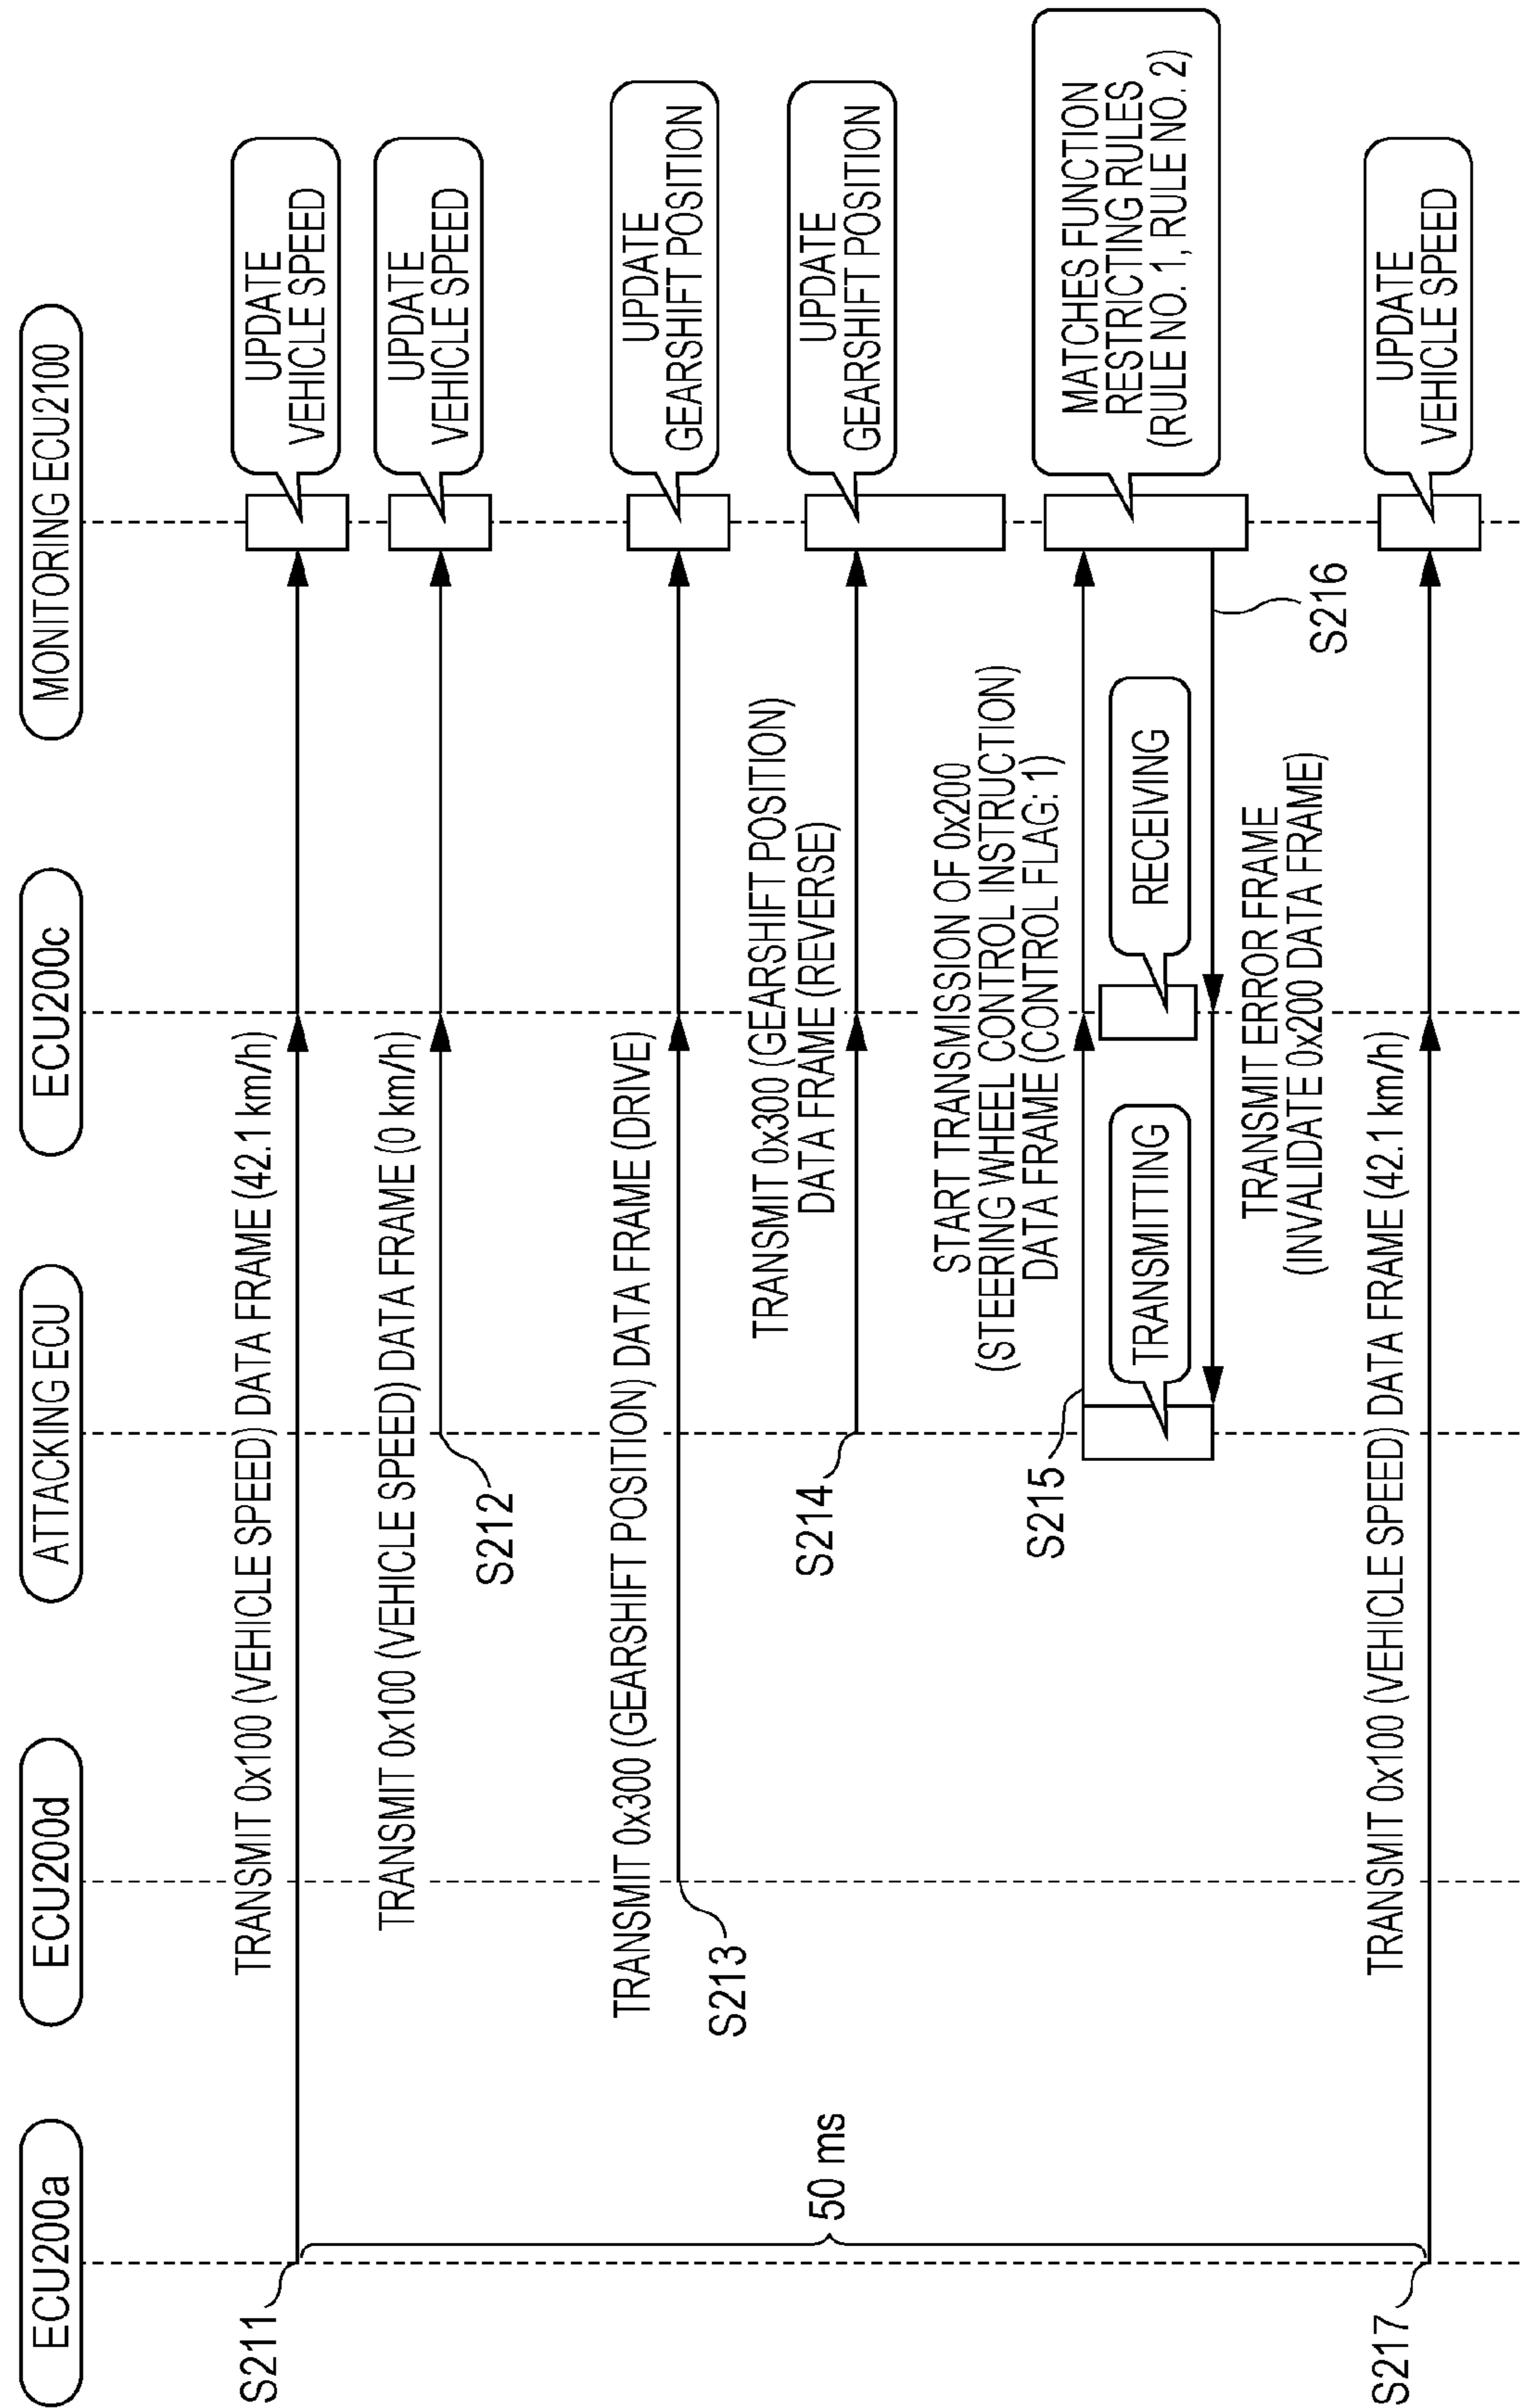 ECU200a
ECU200d
ATTACKING ECU
ECU200c
MONITORING ECU2100
S211
TRANSMIT 0x100 (VEHICLE SPEED) DATA FRAME (42.1 km/h)
UPDATE
VEHICLE SPEED
TRANSMIT 0x100 (VEHICLE SPEED) DATA FRAME (0 km/h)
S212
UPDATE
VEHICLE SPEED
TRANSMIT 0x300 (GEARSHIFT POSITION) DATA FRAME (DRIVE)
S213
UPDATE
GEARSHIFT POSITION
50 ms
S214
TRANSMIT 0x300 (GEARSHIFT POSITION)
DATA FRAME (REVERSE)
UPDATE
GEARSHIFT POSITION
S215
START TRANSMISSION OF 0x200
(STEERING WHEEL CONTROL INSTRUCTION)
DATA FRAME (CONTROL FLAG: 1)
MATCHES FUNCTION
RESTRICTING RULES
(RULE NO. 1, RULE NO. 2)
TRANSMITTING
RECEIVING
S216
TRANSMIT ERROR FRAME
(INVALIDATE 0x200 DATA FRAME)
S217
TRANSMIT 0x100 (VEHICLE SPEED) DATA FRAME (42.1 km/h)
UPDATE
VEHICLE SPEED